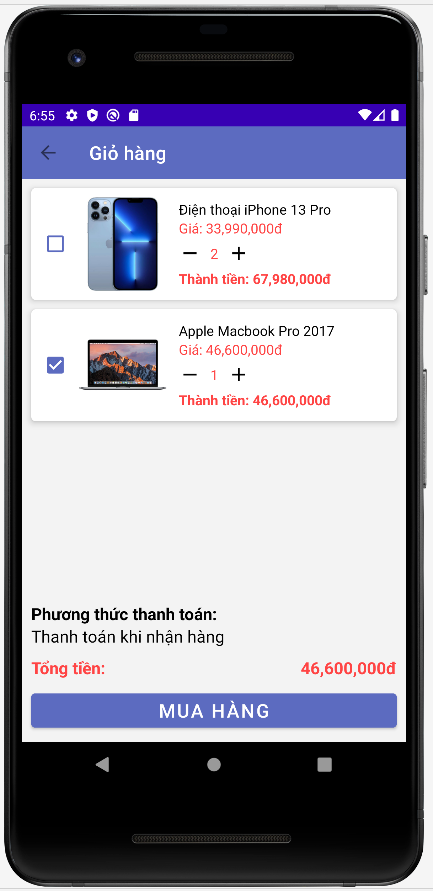 6:55
Giỏ hàng
Điện thoại iPhone 13 Pro
Giá: 33,990,000đ
2
Thành tiền: 67,980,000đ
Apple Macbook Pro 2017
Giá: 46,600,000đ
1
Thành tiền: 46,600,000đ
Phương thức thanh toán:
Thanh toán khi nhận hàng
Tổng tiền: 46,600,000đ
MUA HÀNG